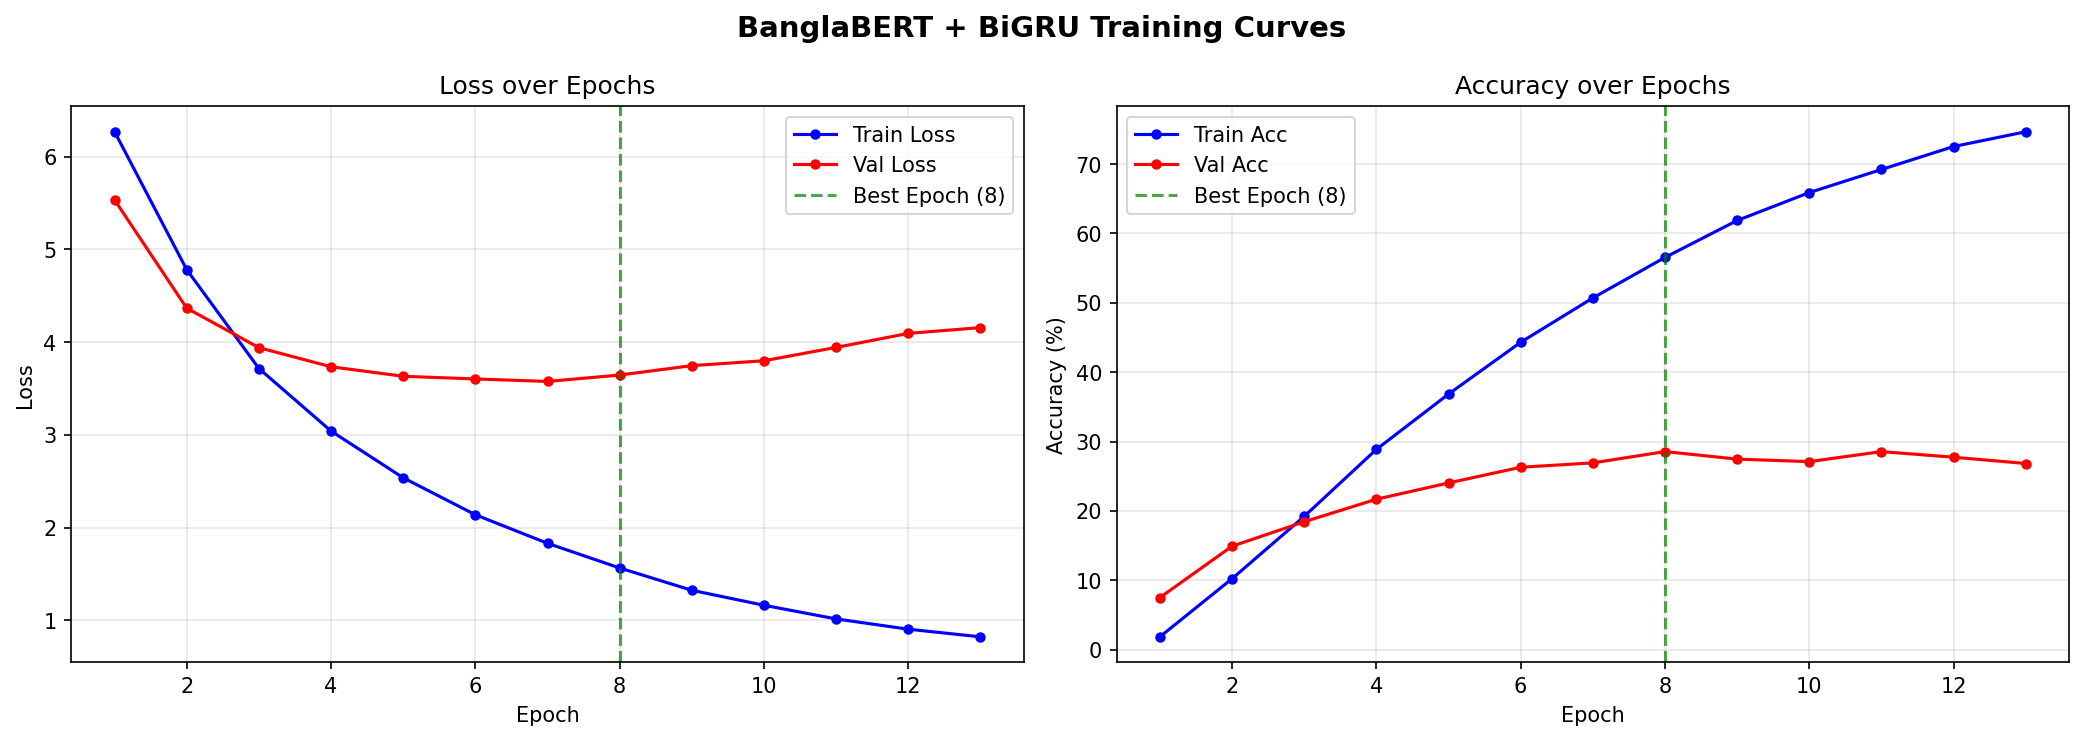 BanglaBERT + BiGRU Training Curves
Loss over Epochs
Train Loss
Val Loss
Best Epoch (8)
Loss
6
5
4
3
2
1
2 4 6 8 10 12
Epoch
Accuracy over Epochs
Train Acc
Val Acc
Best Epoch (8)
Accuracy (%)
70
60
50
40
30
20
10
0
2 4 6 8 10 12
Epoch